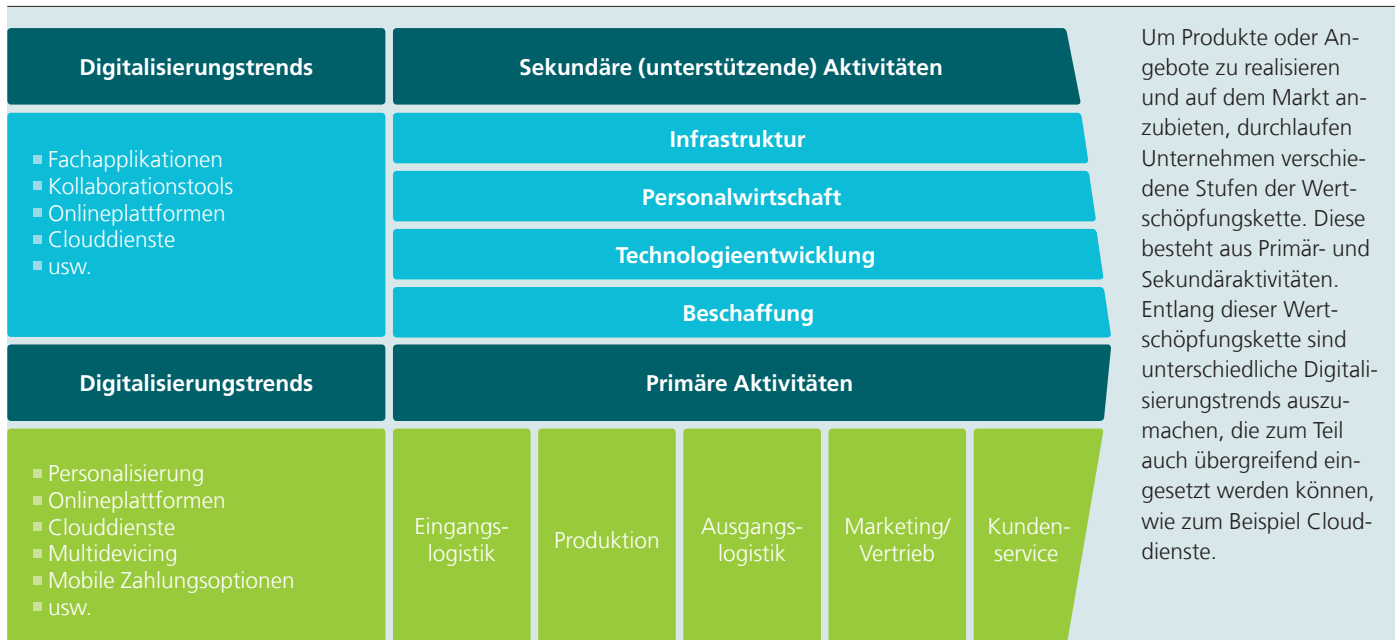 Digitalisierungstrends
Sekundäre (unterstützende) Aktivitäten
Fachapplikationen
Kollaborationstools
Onlineplattformen
Clouddienste
usw.
Infrastruktur
Personalwirtschaft
Technologieentwicklung
Beschaffung
Digitalisierungstrends
Primäre Aktivitäten
Personalisierung
Onlineplattformen
Clouddienste
Multidevicing
Mobile Zahlungsoptionen
usw.
Eingangs-
logistik
Produktion
Ausgangs-
logistik
Marketing/
Vertrieb
Kunden-
service
Um Produkte oder An-
gebote zu realisieren
und auf dem Markt an-
zubieten, durchlaufen
Unternehmen verschie-
dene Stufen der Wert-
schöpfungskette. Diese
besteht aus Primär- und
Sekundäraktivitäten.
Entlang dieser Wert-
schöpfungskette sind
unterschiedliche Digitali-
sierungstrends auszu-
machen, die zum Teil
auch übergreifend ein-
gesetzt werden können,
wie zum Beispiel Cloud-
dienste.